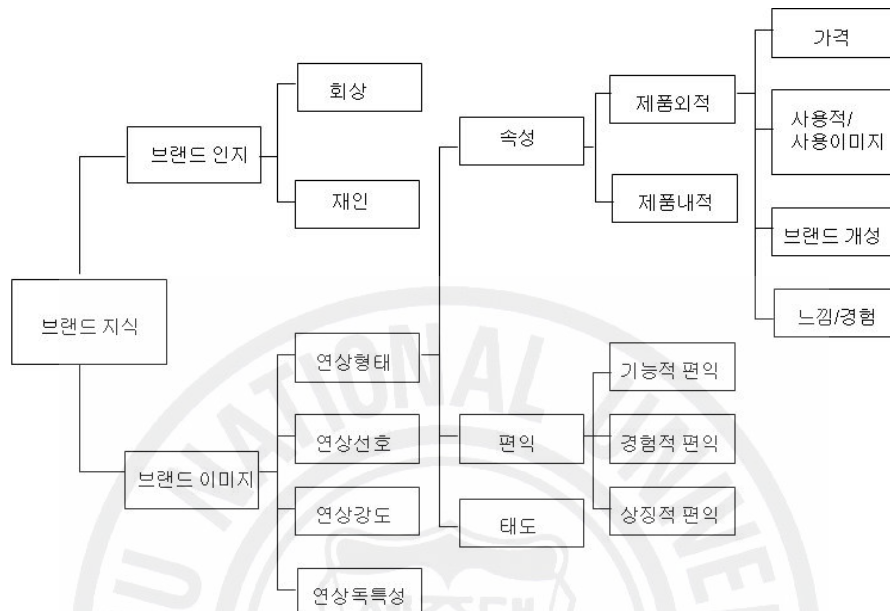 가격
회상
제품외적
사용적/
사용이미지
속성
브랜드 인지
재인
제품내적
브랜드 개성
브랜드 지식
느낌/경험
연상형태
기능적 편익
연상선호
편익
경험적 편익
브랜드 이미지
연상강도
태도
상징적 편익
연상독특성
NATIONAL